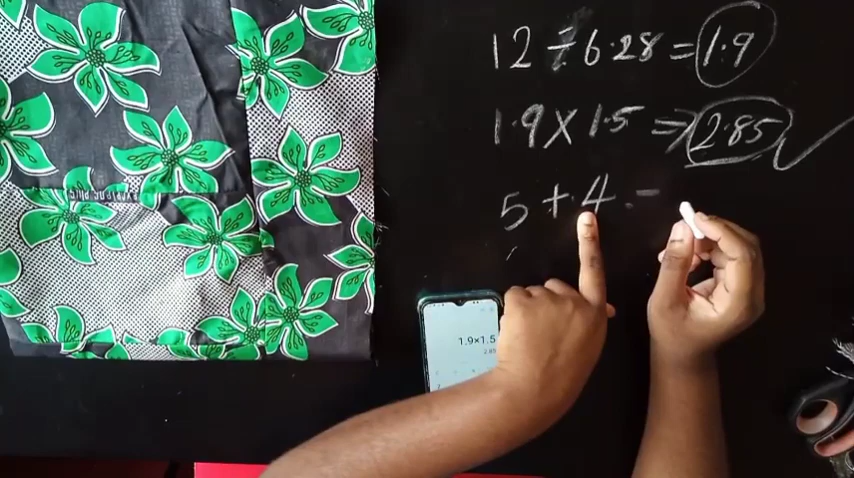 12 ÷ 6.28 = 1.9
1.9 X 1.5 => 2.85
5 + 4 =
1.9×1.5
2.85